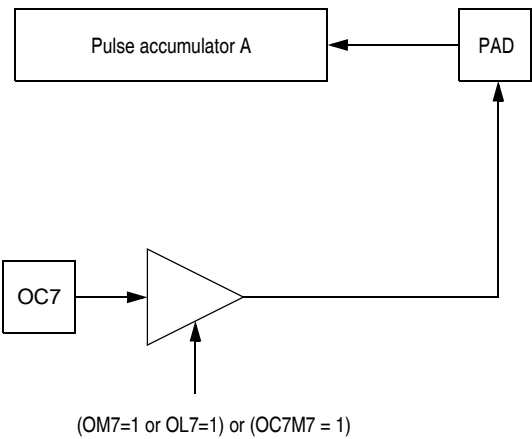 Pulse accumulator A
PAD
OC7
(OM7=1 or OL7=1) or (OC7M7 = 1)